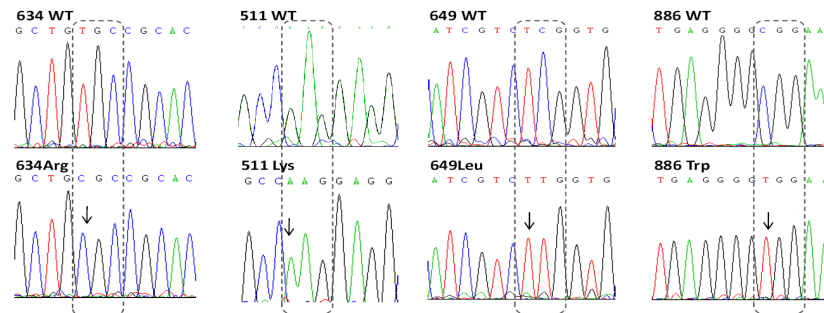 634 WT
G C T G T G C C G C A C
511 WT
649 WT
A T C G T C T C G G T G
886 WT
T G A G G G G C G G A A
634Arg
G C T G C G C C G C A C
511 Lys
G C C A A G G A G G
649Leu
A T C G T C T T G G T G
886 Trp
T G A G G G G T G G A A